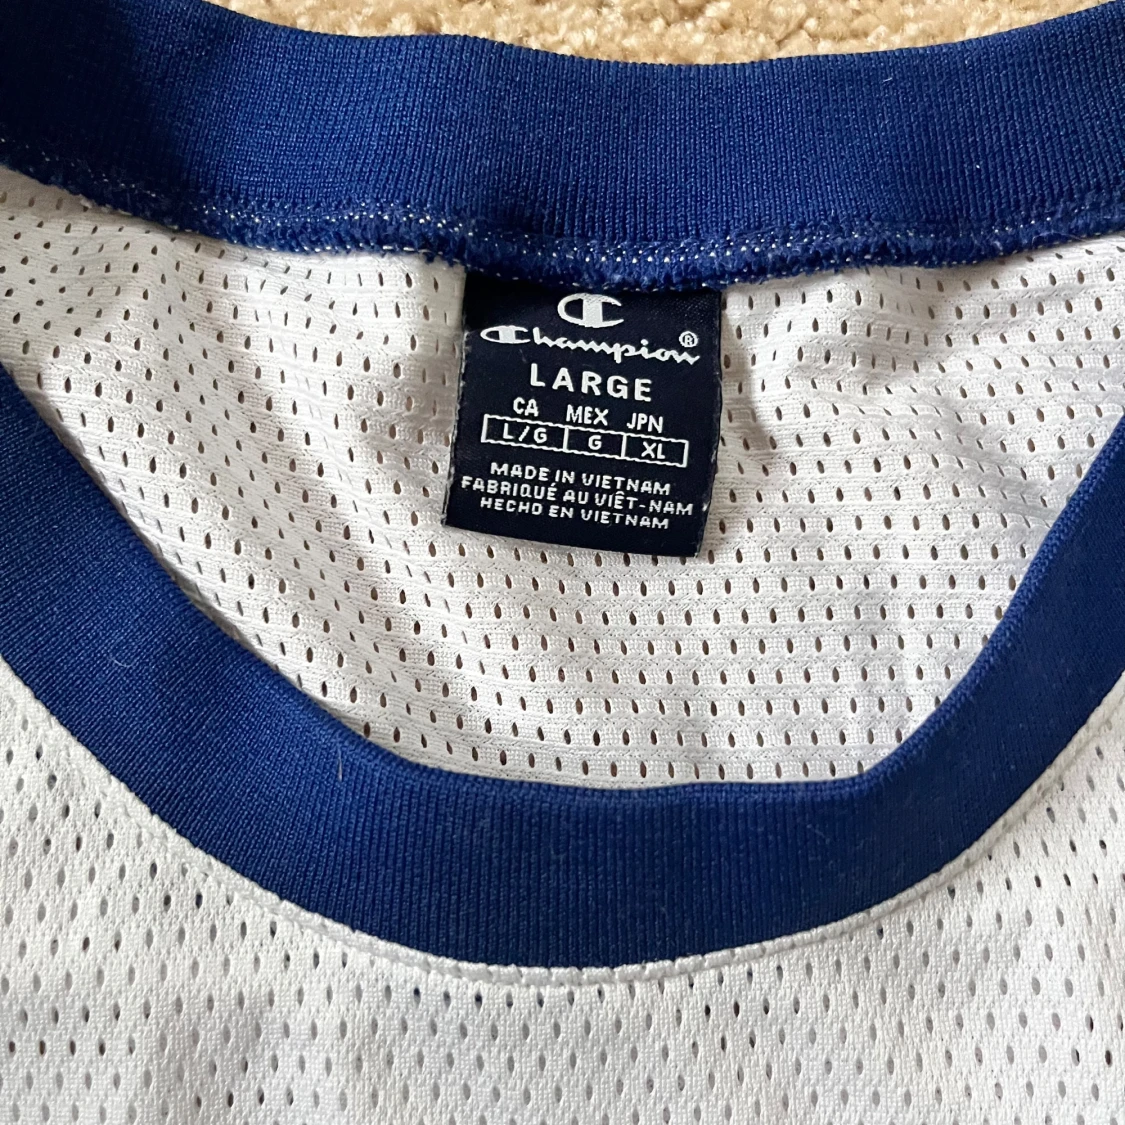 Champion®
LARGE
CA MEX JPN
L/G G XL
MADE IN VIETNAM
FABRIQUÉ AU VIÊT-NAM
HECHO EN VIETNAM